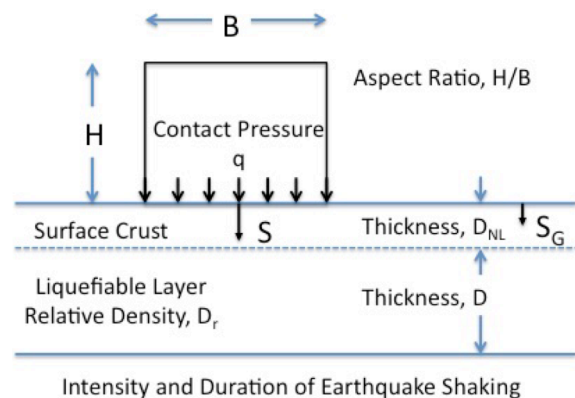 B
Aspect Ratio, H/B
H
Contact Pressure
q
Surface Crust
S
Thickness, D_NL
S_G
Liquefiable Layer
Relative Density, D_r
Thickness, D
Intensity and Duration of Earthquake Shaking